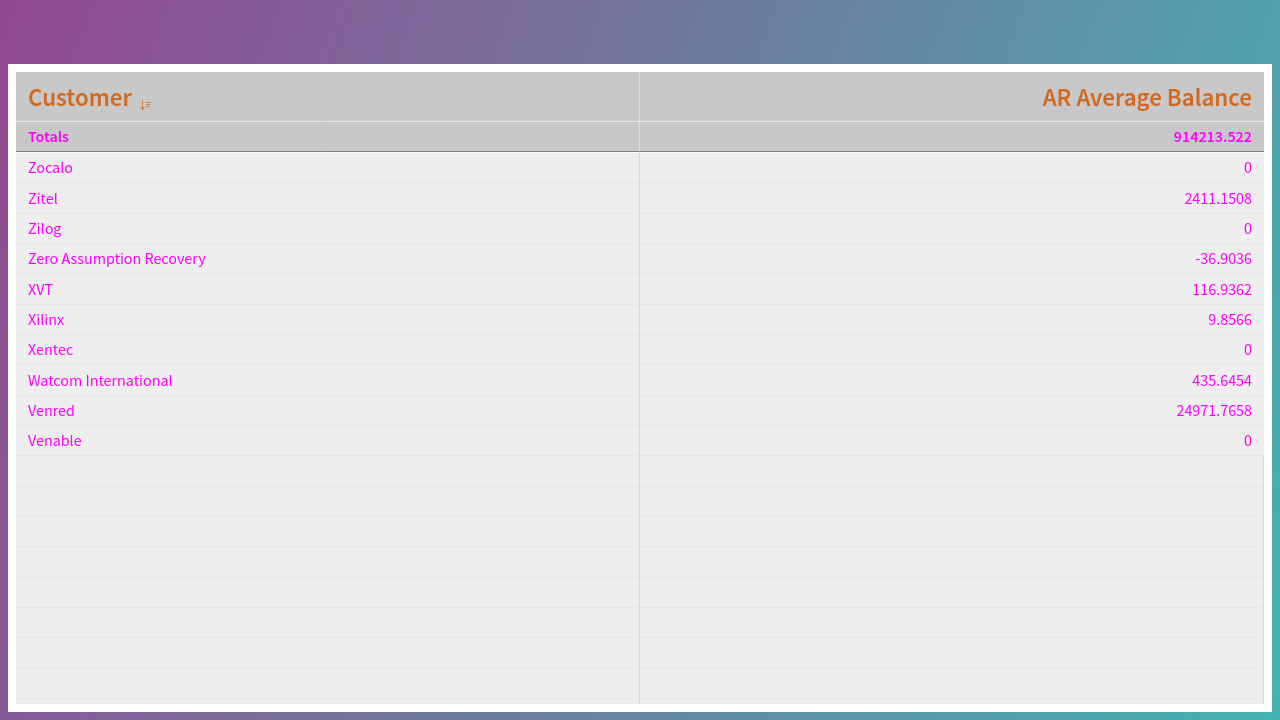 Customer AR Average Balance
Totals 914213.522
Zocalo 0
Zitel 2411.1508
Zilog 0
Zero Assumption Recovery -36.9036
XVT 116.9362
Xilinx 9.8566
Xentec 0
Watcom International 435.6454
Venred 24971.7658
Venable 0